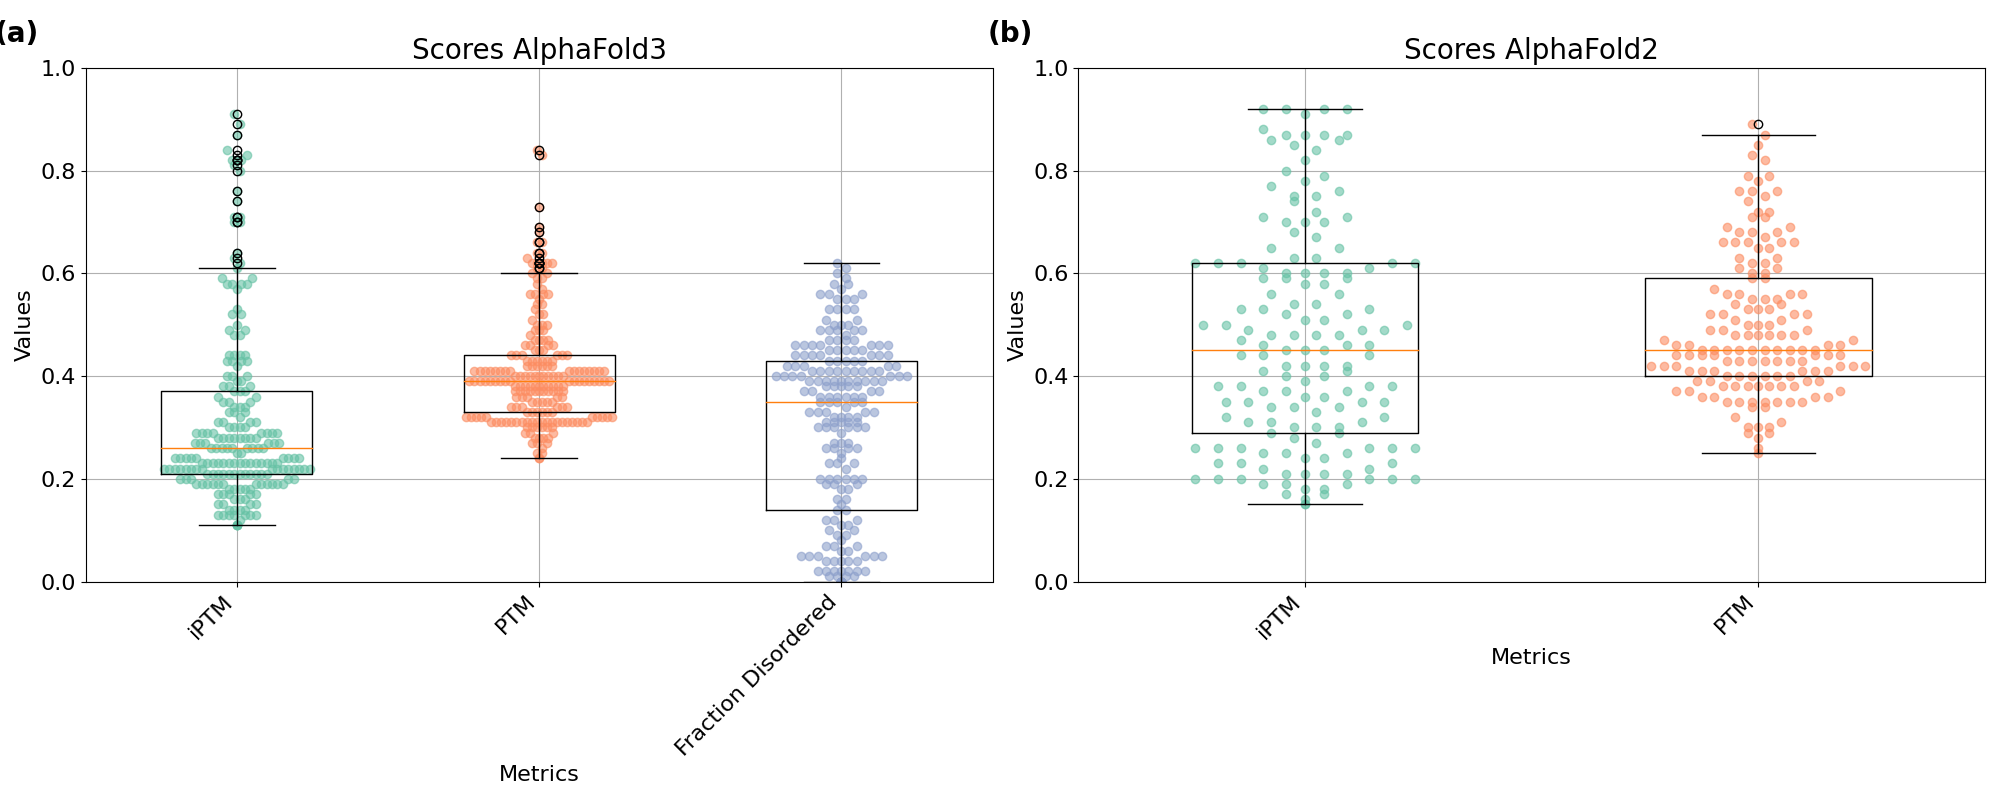 (a)
Scores AlphaFold3
1.0
0.8
0.6
0.4
0.2
0.0
Values
iPTM
PTM
Fraction Disordered
Metrics
(b)
Scores AlphaFold2
1.0
0.8
0.6
0.4
0.2
0.0
Values
iPTM
PTM
Metrics